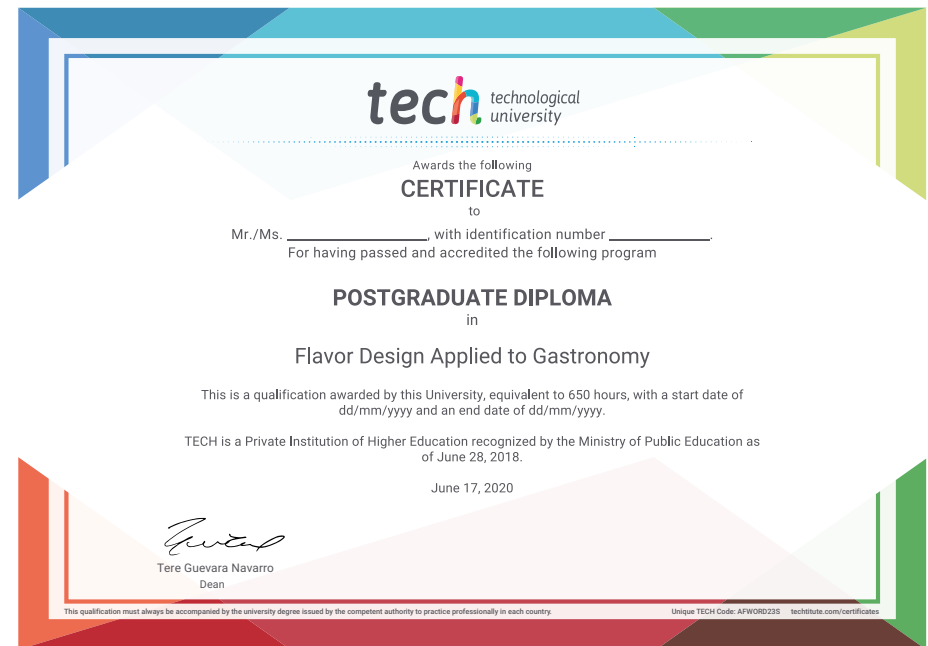 tech technological
university
Awards the following
CERTIFICATE
to
Mr./Ms. ____________________, with identification number ______________.
For having passed and accredited the following program
POSTGRADUATE DIPLOMA
in
Flavor Design Applied to Gastronomy
This is a qualification awarded by this University, equivalent to 650 hours, with a start date of
dd/mm/yyyy and an end date of dd/mm/yyyy.
TECH is a Private Institution of Higher Education recognized by the Ministry of Public Education as
of June 28, 2018.
June 17, 2020
Tere Guevara Navarro
Dean
This qualification must always be accompanied by the university degree issued by the competent authority to practice professionally in each country.
Unique TECH Code: AFWORD23S techtitute.com/certificates